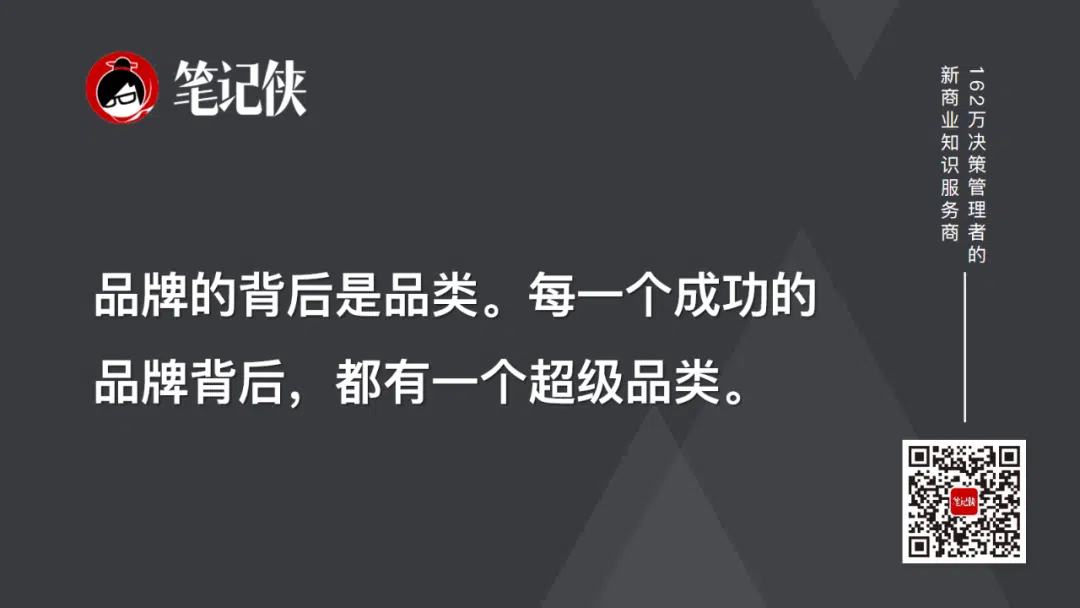 笔记侠
162万决策管理者的
新商业知识服务商
品牌的背后是品类。每一个成功的
品牌背后，都有一个超级品类。
笔记侠